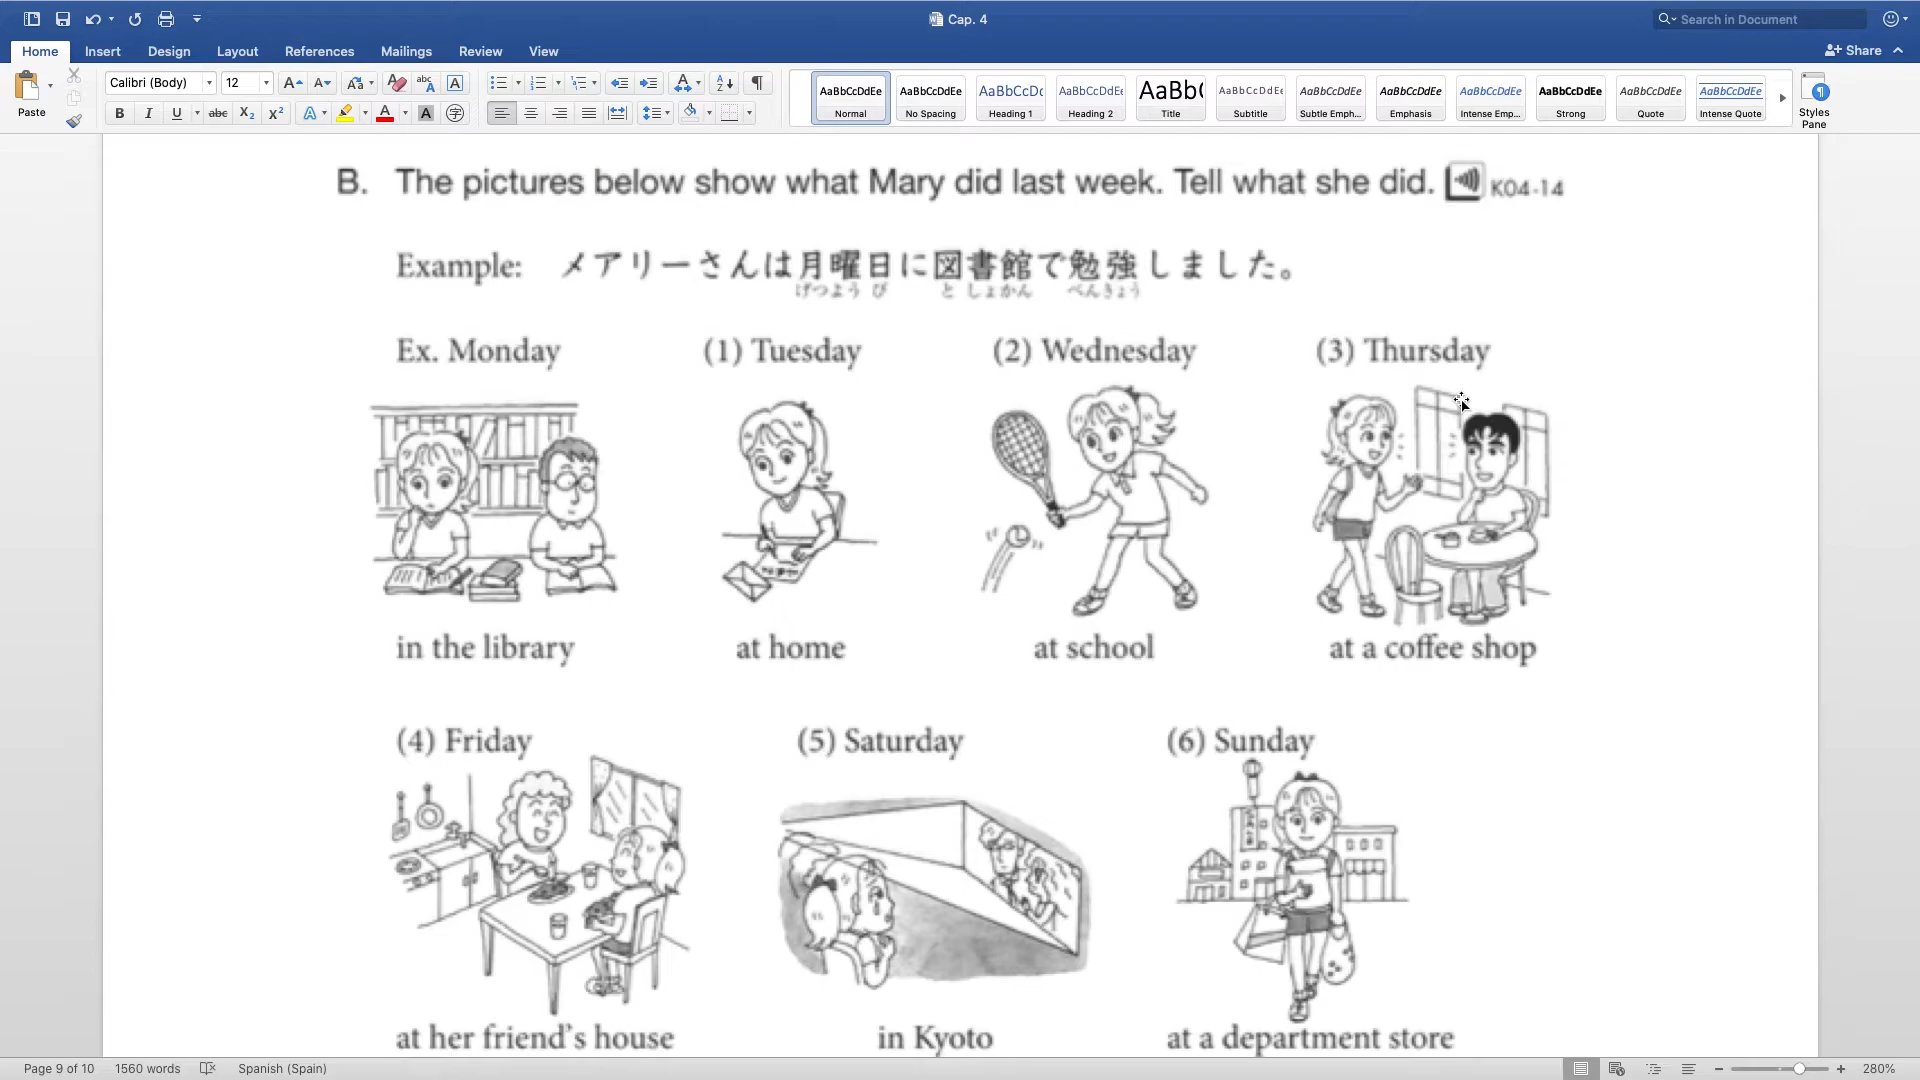 Cap. 4
Search in Document
Home Insert Design Layout References Mailings Review View
Share
Paste
Calibri (Body) 12
AaBbCcDdEe AaBbCcDdEe AaBbCcDc AaBbCcDdEe AaBb( AaBbCcDdEe AaBbCcDdEe AaBbCcDdEe AaBbCcDdEe AaBbCcDdEe AaBbCcDdEe AaBbCcDdEe
Normal No Spacing Heading 1 Heading 2 Title Subtitle Subtle Emph... Emphasis Intense Emp... Strong Quote Intense Quote
Styles
Pane
B. The pictures below show what Mary did last week. Tell what she did. K04-14
Example: メアリーさんは月曜日に図書館で勉強しました。
げつよう び と しょかん べんきょう
Ex. Monday (1) Tuesday (2) Wednesday (3) Thursday
in the library at home at school at a coffee shop
(4) Friday (5) Saturday (6) Sunday
at her friend's house in Kyoto at a department store
Page 9 of 10 1560 words Spanish (Spain) 280%